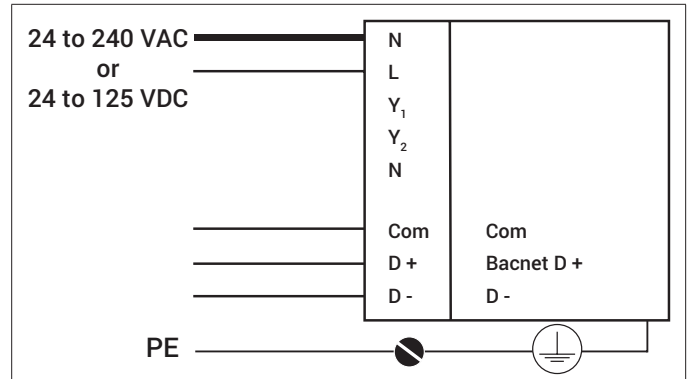 24 to 240 VAC
or
24 to 125 VDC
N
L
Y1
Y2
N
Com Com
D + Bacnet D +
D - D -
PE